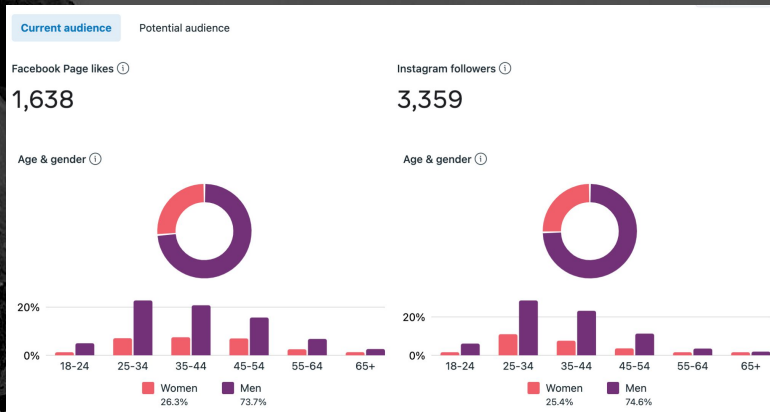 Current audience
Potential audience
Facebook Page likes
1,638
Age & gender
20%
0%
18-24
25-34
35-44
45-54
55-64
65+
Women
26.3%
Men
73.7%
Instagram followers
3,359
Age & gender
20%
0%
18-24
25-34
35-44
45-54
55-64
65+
Women
25.4%
Men
74.6%